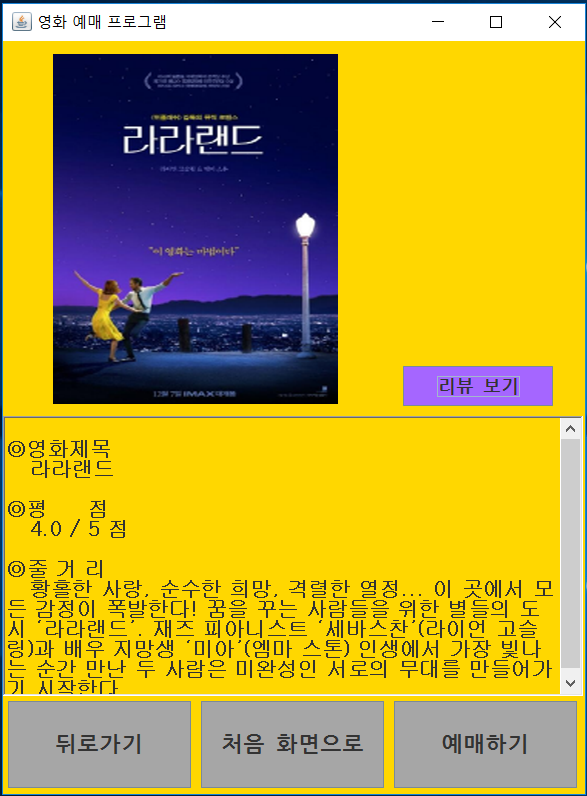 영화 예매 프로그램
라라랜드
"이 영화는 마법이다"
12월 7일 IMAX 대개봉
리뷰 보기
◎영화제목
라라랜드
◎평 점
4.0 / 5 점
◎줄 거 리
황홀한 사랑, 순수한 희망, 격렬한 열정... 이 곳에서 모
든 감정이 폭발한다! 꿈을 꾸는 사람들을 위한 별들의 도
시 ‘라라랜드’. 재즈 피아니스트 ‘세바스찬’(라이언 고슬
링)과 배우 지망생 ‘미아’(엠마 스톤) 인생에서 가장 빛나
는 순간 만난 두 사람은 미완성인 서로의 무대를 만들어가
기 시작한다
뒤로가기
처음 화면으로
예매하기